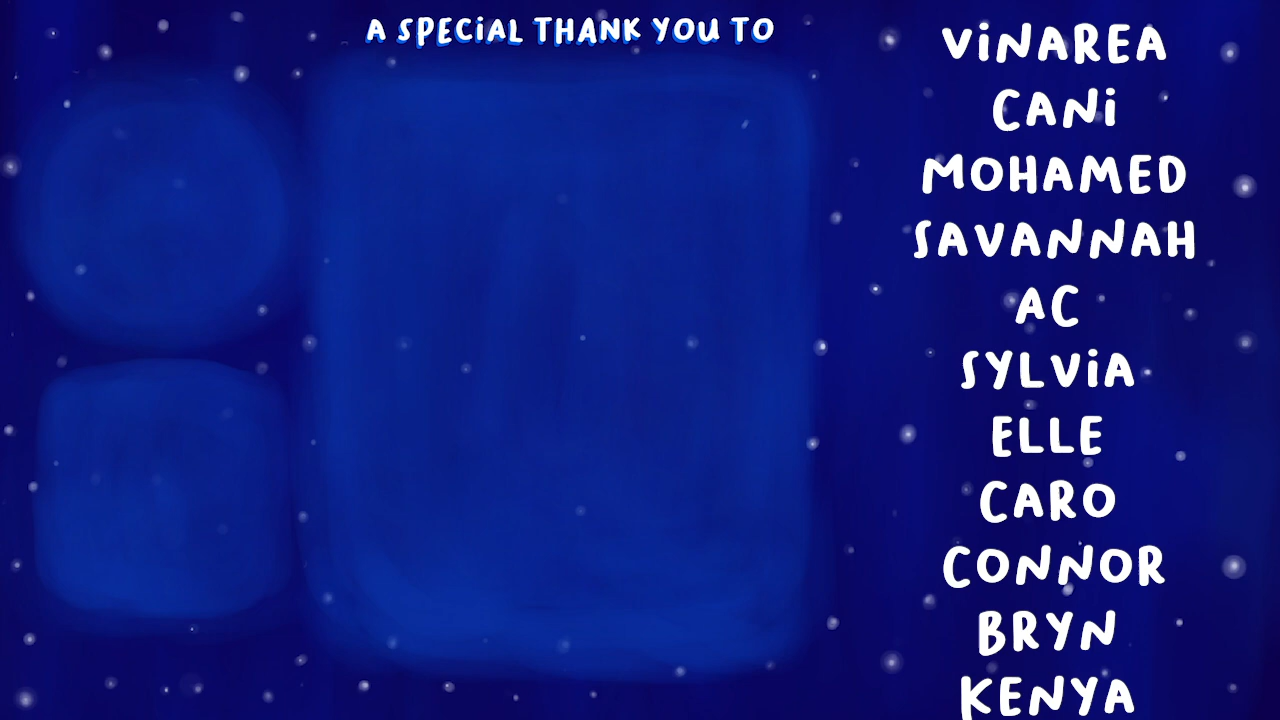 A SPECiAL THANK YOU TO
ViNAREA
CANi
MOHAMED
SAVANNAH
AC
SYLViA
ELLE
CARO
CONNOR
BRYN
KENYA